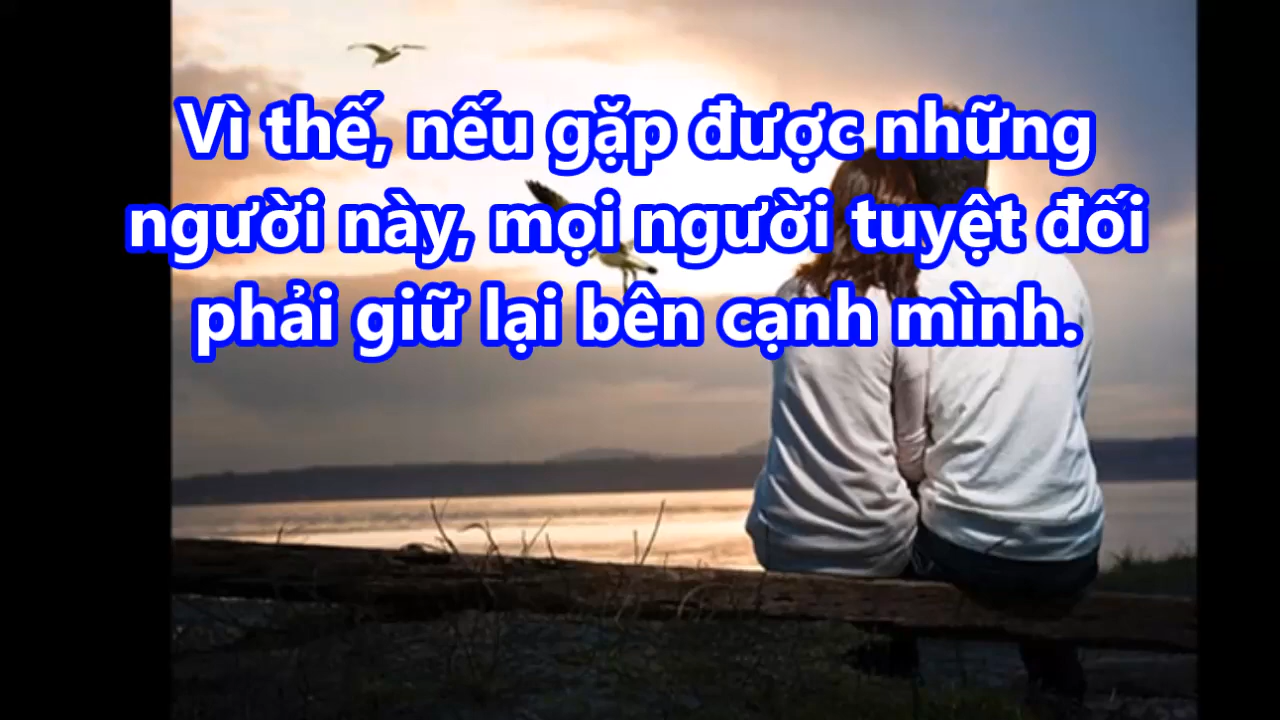 Vì thế, nếu gặp được những
người này, mọi người tuyệt đối
phải giữ lại bên cạnh mình.